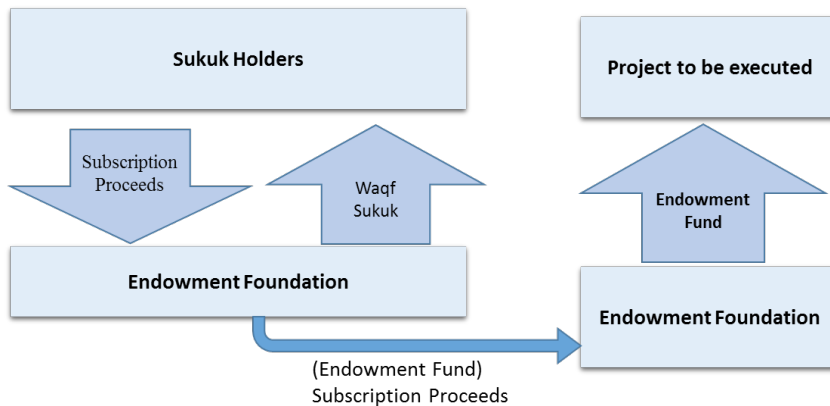 Sukuk Holders
Project to be executed
Subscription
Proceeds
Waqf
Sukuk
Endowment
Fund
Endowment Foundation
Endowment Foundation
(Endowment Fund)
Subscription Proceeds